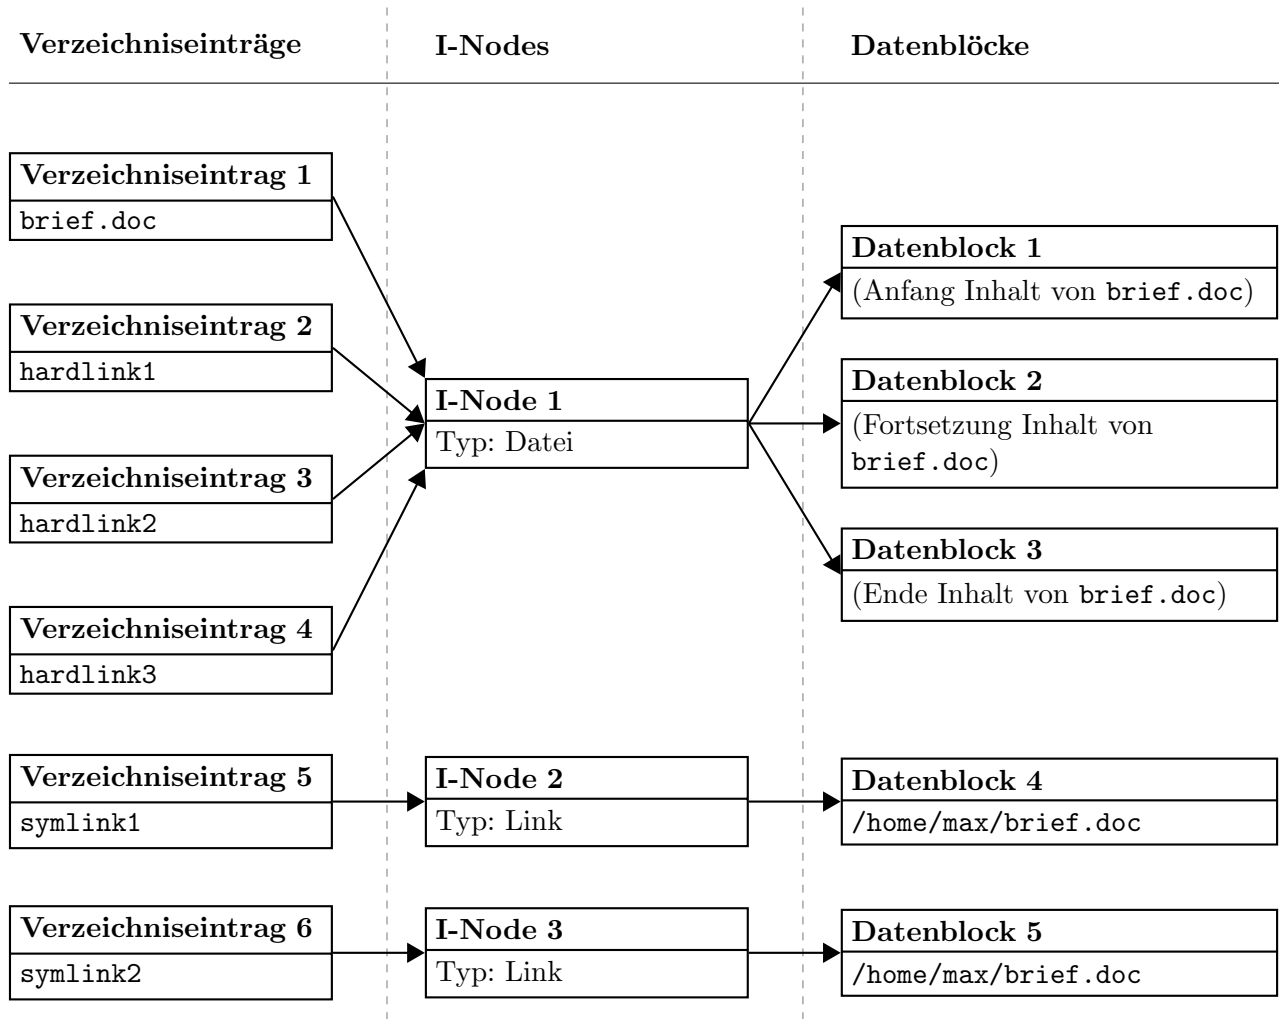 Verzeichniseinträge
I-Nodes
Datenblöcke
Verzeichniseintrag 1
brief.doc
Verzeichniseintrag 2
hardlink1
Verzeichniseintrag 3
hardlink2
Verzeichniseintrag 4
hardlink3
I-Node 1
Typ: Datei
Datenblock 1
(Anfang Inhalt von brief.doc)
Datenblock 2
(Fortsetzung Inhalt von
brief.doc)
Datenblock 3
(Ende Inhalt von brief.doc)
Verzeichniseintrag 5
symlink1
I-Node 2
Typ: Link
Datenblock 4
/home/max/brief.doc
Verzeichniseintrag 6
symlink2
I-Node 3
Typ: Link
Datenblock 5
/home/max/brief.doc